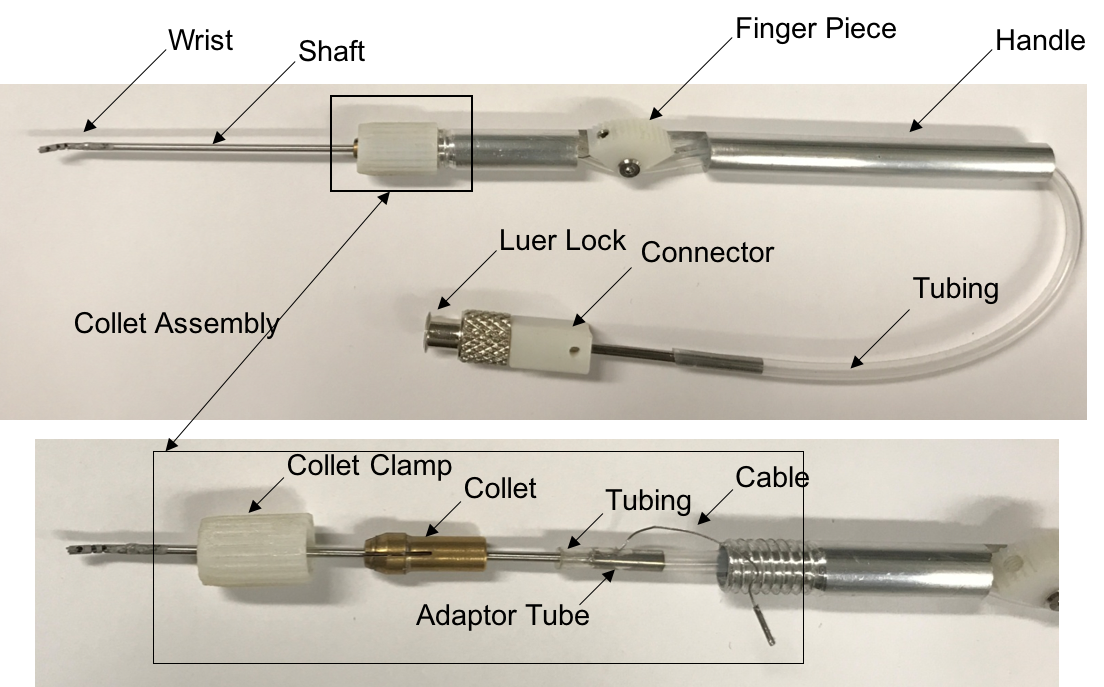 Finger Piece
Wrist
Shaft
Handle
Luer Lock
Connector
Tubing
Collet Assembly
Collet Clamp
Collet
Tubing
Cable
Adaptor Tube